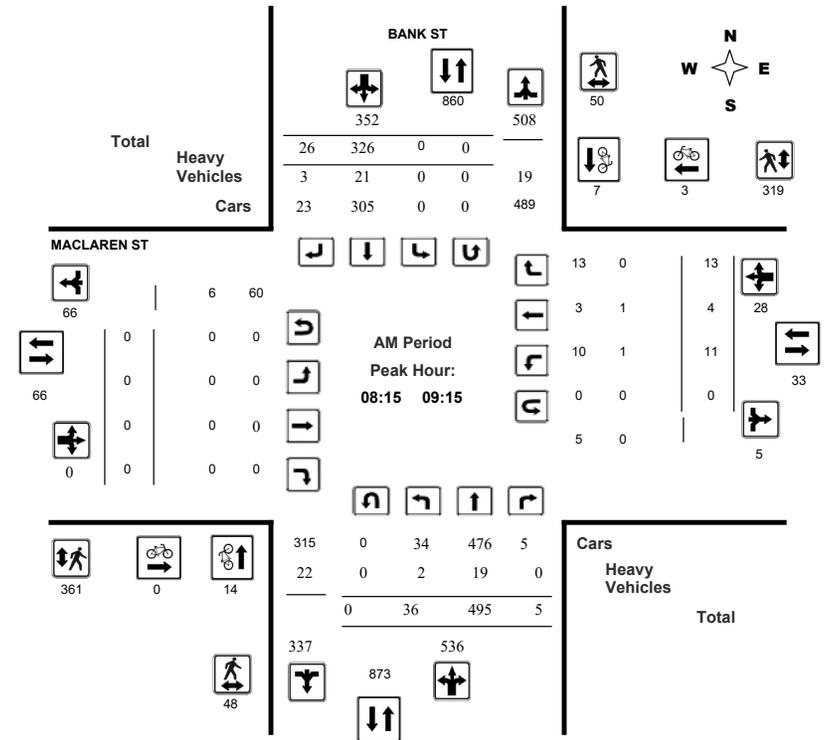 BANK ST
N
W E
S
860
352 508
50
Total
26 326 0 0
Heavy
Vehicles
3 21 0 0 19
Cars
23 305 0 0 489
7 3 319
MACLAREN ST
66
6 60
66
0 0 0
0 0 0
0 0 0
0 0 0
0
13 0 13
3 1 4 28
10 1 11
33
0 0 0
5 0
5
AM Period
Peak Hour:
08:15 09:15
361 0 14
48
315 0 34 476 5
22 0 2 19 0
0 36 495 5
337 536
873
Cars
Heavy
Vehicles
Total